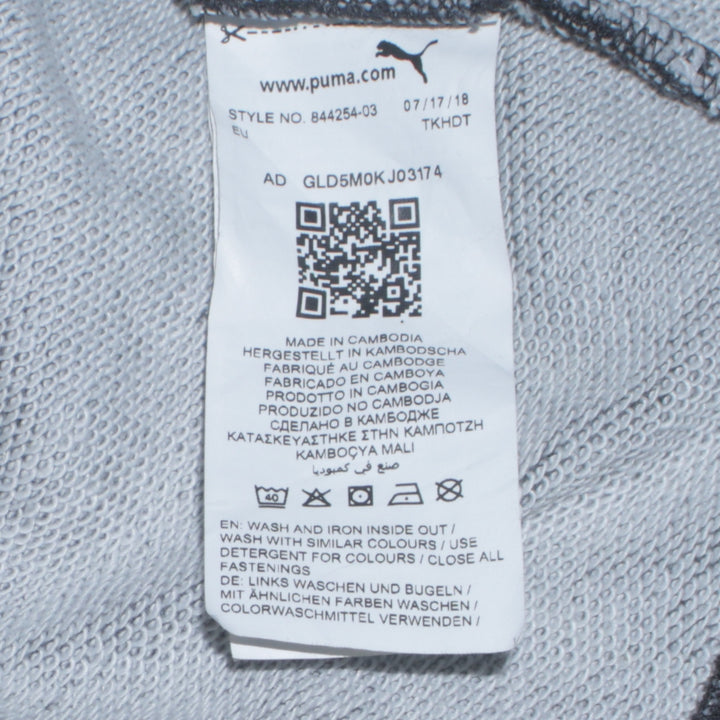 www.puma.com
STYLE NO. 844254-03 07/17/18
EU TKHDT
AD GLD5M0KJ03174
MADE IN CAMBODIA
HERGESTELLT IN KAMBODSCHA
FABRIQUÉ AU CAMBODGE
FABRICADO EN CAMBOYA
PRODOTTO IN CAMBOGIA
PRODUZIDO NO CAMBODJA
СДЕЛАНО В КАМБОДЖЕ
ΚΑΤΑΣΚΕΥΑΣΤΗΚΕ ΣΤΗΝ ΚΑΜΠΟΤΖΗ
KAMBOÇYA MALI
صنع في كمبوديا
40
EN: WASH AND IRON INSIDE OUT /
WASH WITH SIMILAR COLOURS / USE
DETERGENT FOR COLOURS / CLOSE ALL
FASTENINGS
DE: LINKS WASCHEN UND BUGELN /
MIT ÄHNLICHEN FARBEN WASCHEN /
COLORWASCHMITTEL VERWENDEN /